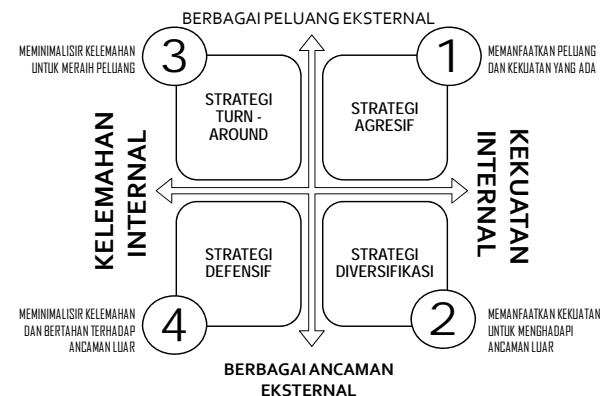 BERBAGAI PELUANG EKSTERNAL
MEMINIMALISIR KELEMAHAN
UNTUK MERAIH PELUANG
3
1
MEMANFAATKAN PELUANG
DAN KEKUATAN YANG ADA
STRATEGI
TURN -
AROUND
STRATEGI
AGRESIF
KELEMAHAN
INTERNAL
KEKUATAN
INTERNAL
STRATEGI
DEFENSIF
STRATEGI
DIVERSIFIKASI
MEMINIMALISIR KELEMAHAN
DAN BERTAHAN TERHADAP
ANCAMAN LUAR
4
2
MEMANFAATKAN KEKUATAN
UNTUK MENGHADAPI
ANCAMAN LUAR
BERBAGAI ANCAMAN
EKSTERNAL